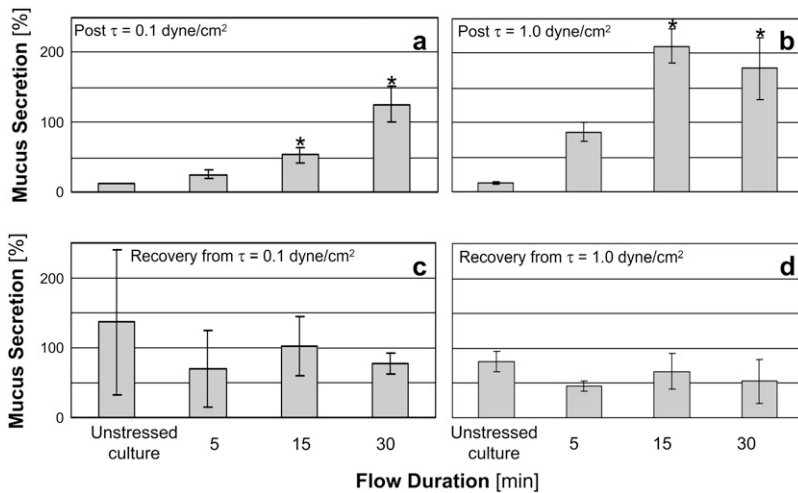 Post τ = 0.1 dyne/cm²
a
Post τ = 1.0 dyne/cm²
b
Mucus Secretion [%]
200
100
0
*
*
*
*
Recovery from τ = 0.1 dyne/cm²
c
Recovery from τ = 1.0 dyne/cm²
d
Mucus Secretion [%]
200
100
0
Unstressed
culture
5
15
30
Unstressed
culture
5
15
30
Flow Duration [min]